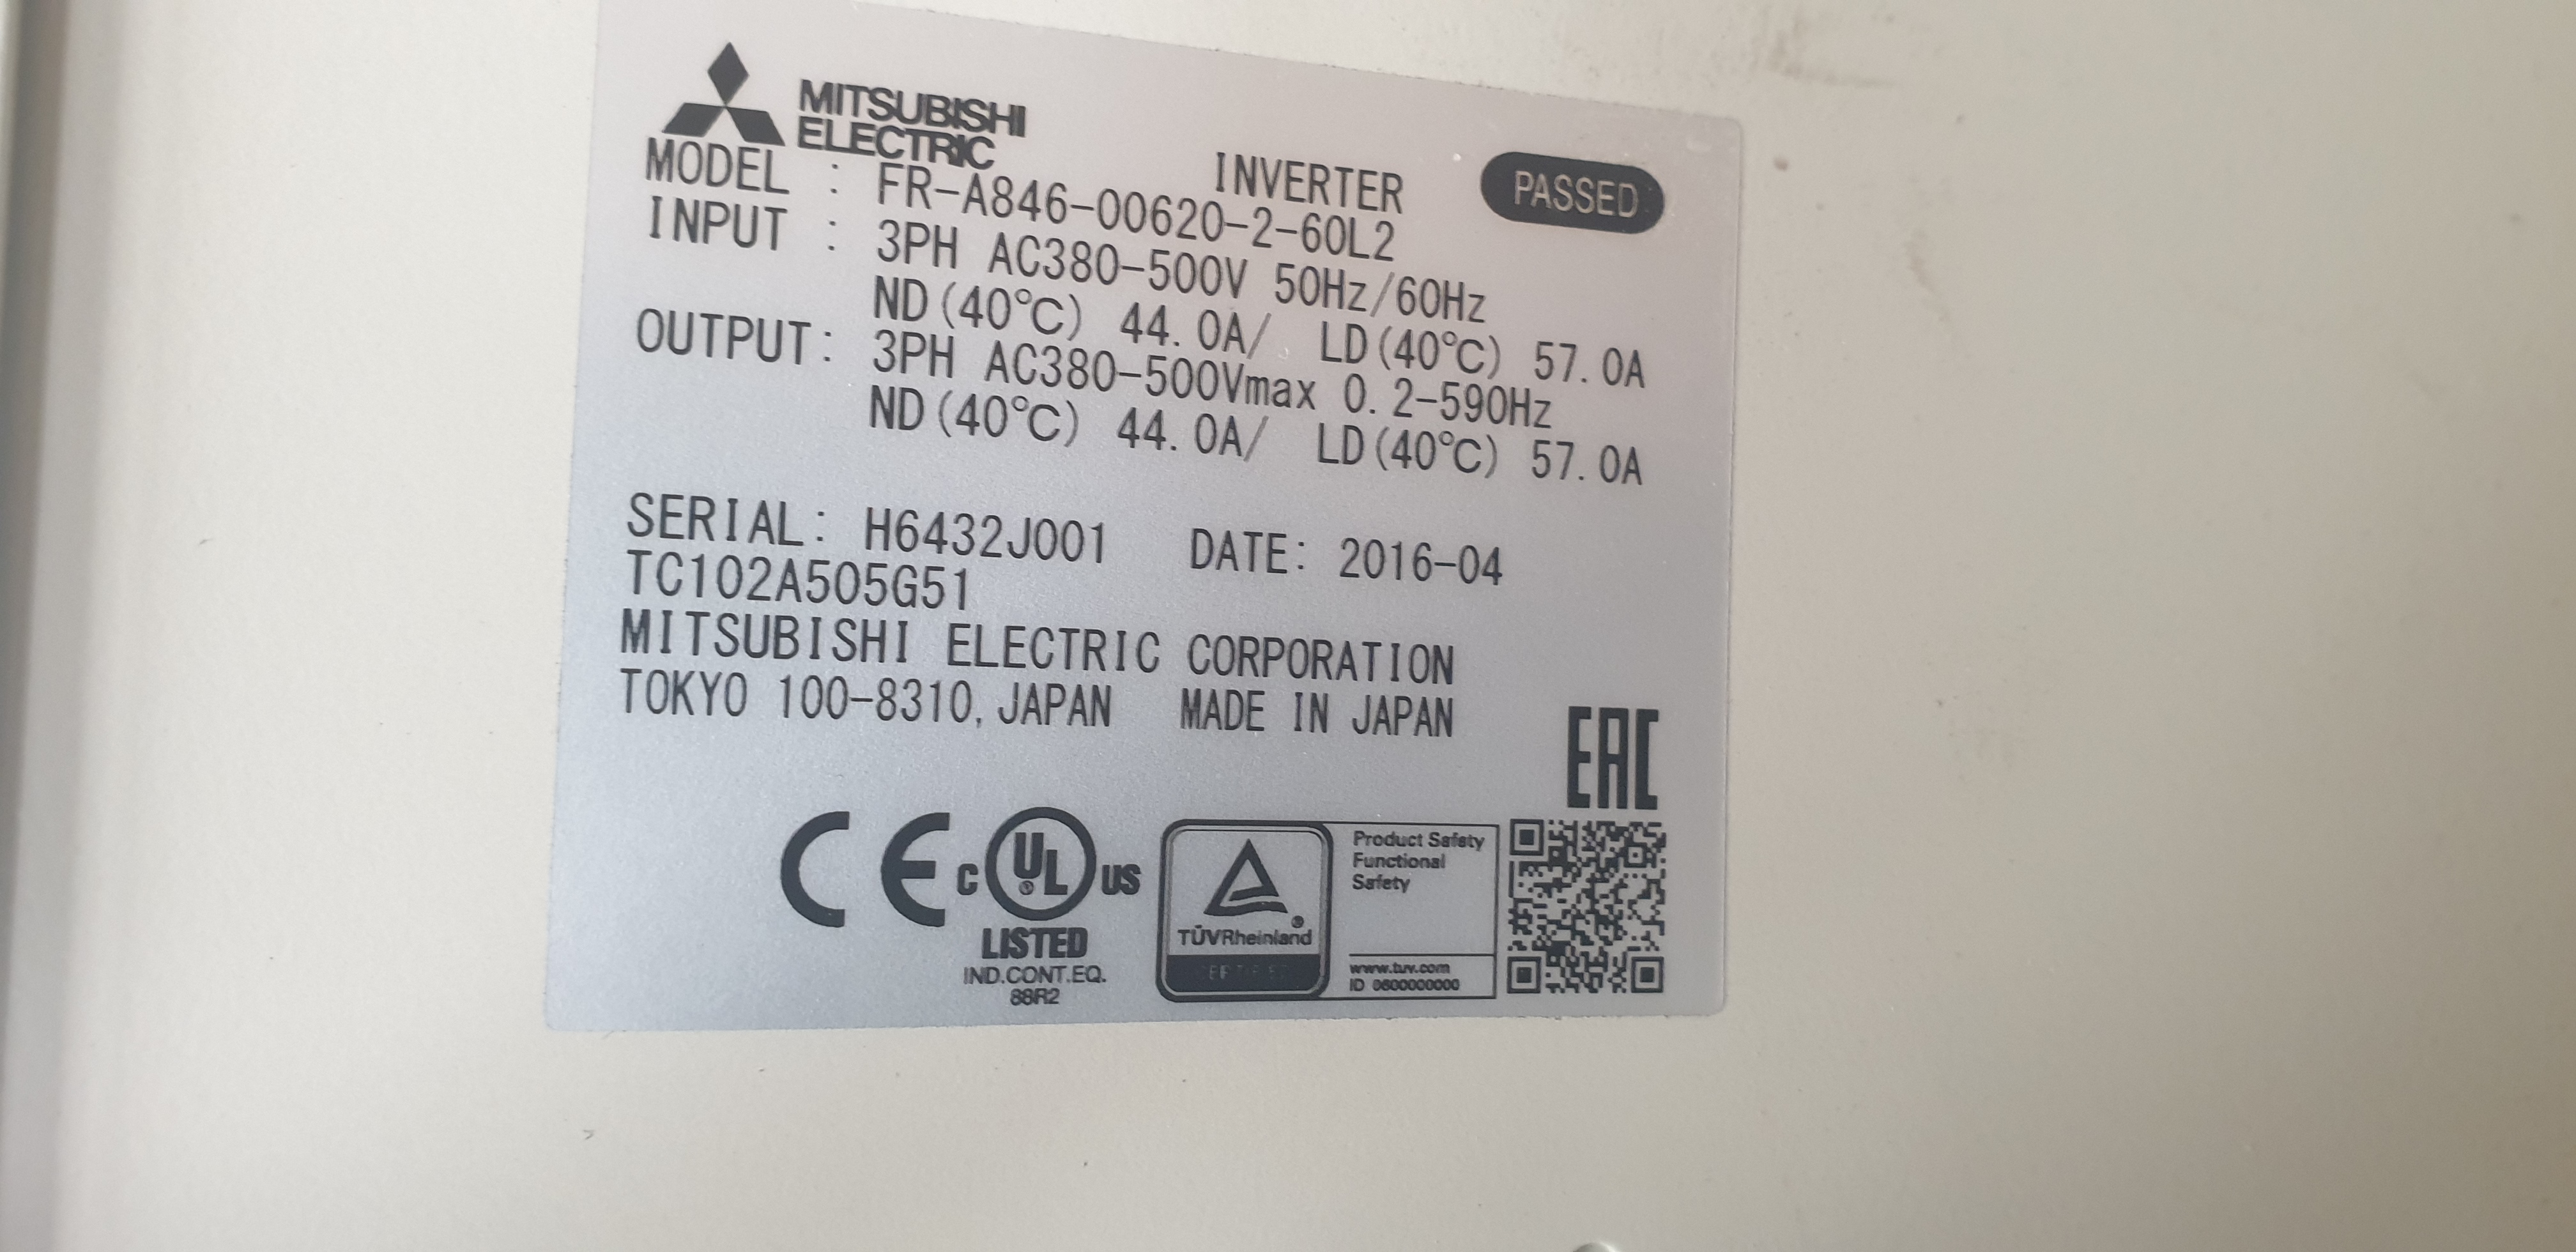 MITSUBISHI
ELECTRIC
INVERTER
PASSED
MODEL : FR-A846-00620-2-60L2
INPUT : 3PH AC380-500V 50Hz/60Hz
ND(40℃) 44.0A/ LD(40℃) 57.0A
OUTPUT: 3PH AC380-500Vmax 0.2-590Hz
ND(40℃) 44.0A/ LD(40℃) 57.0A
SERIAL: H6432J001 DATE: 2016-04
TC102A505G51
MITSUBISHI ELECTRIC CORPORATION
TOKYO 100-8310, JAPAN MADE IN JAPAN
EAC
CE
c UL ® US
LISTED
IND.CONT.EQ.
88R2
®
TÜVRheinland
CERTIFIED
Product Safety
Functional
Safety
www.tuv.com
ID 0600000000